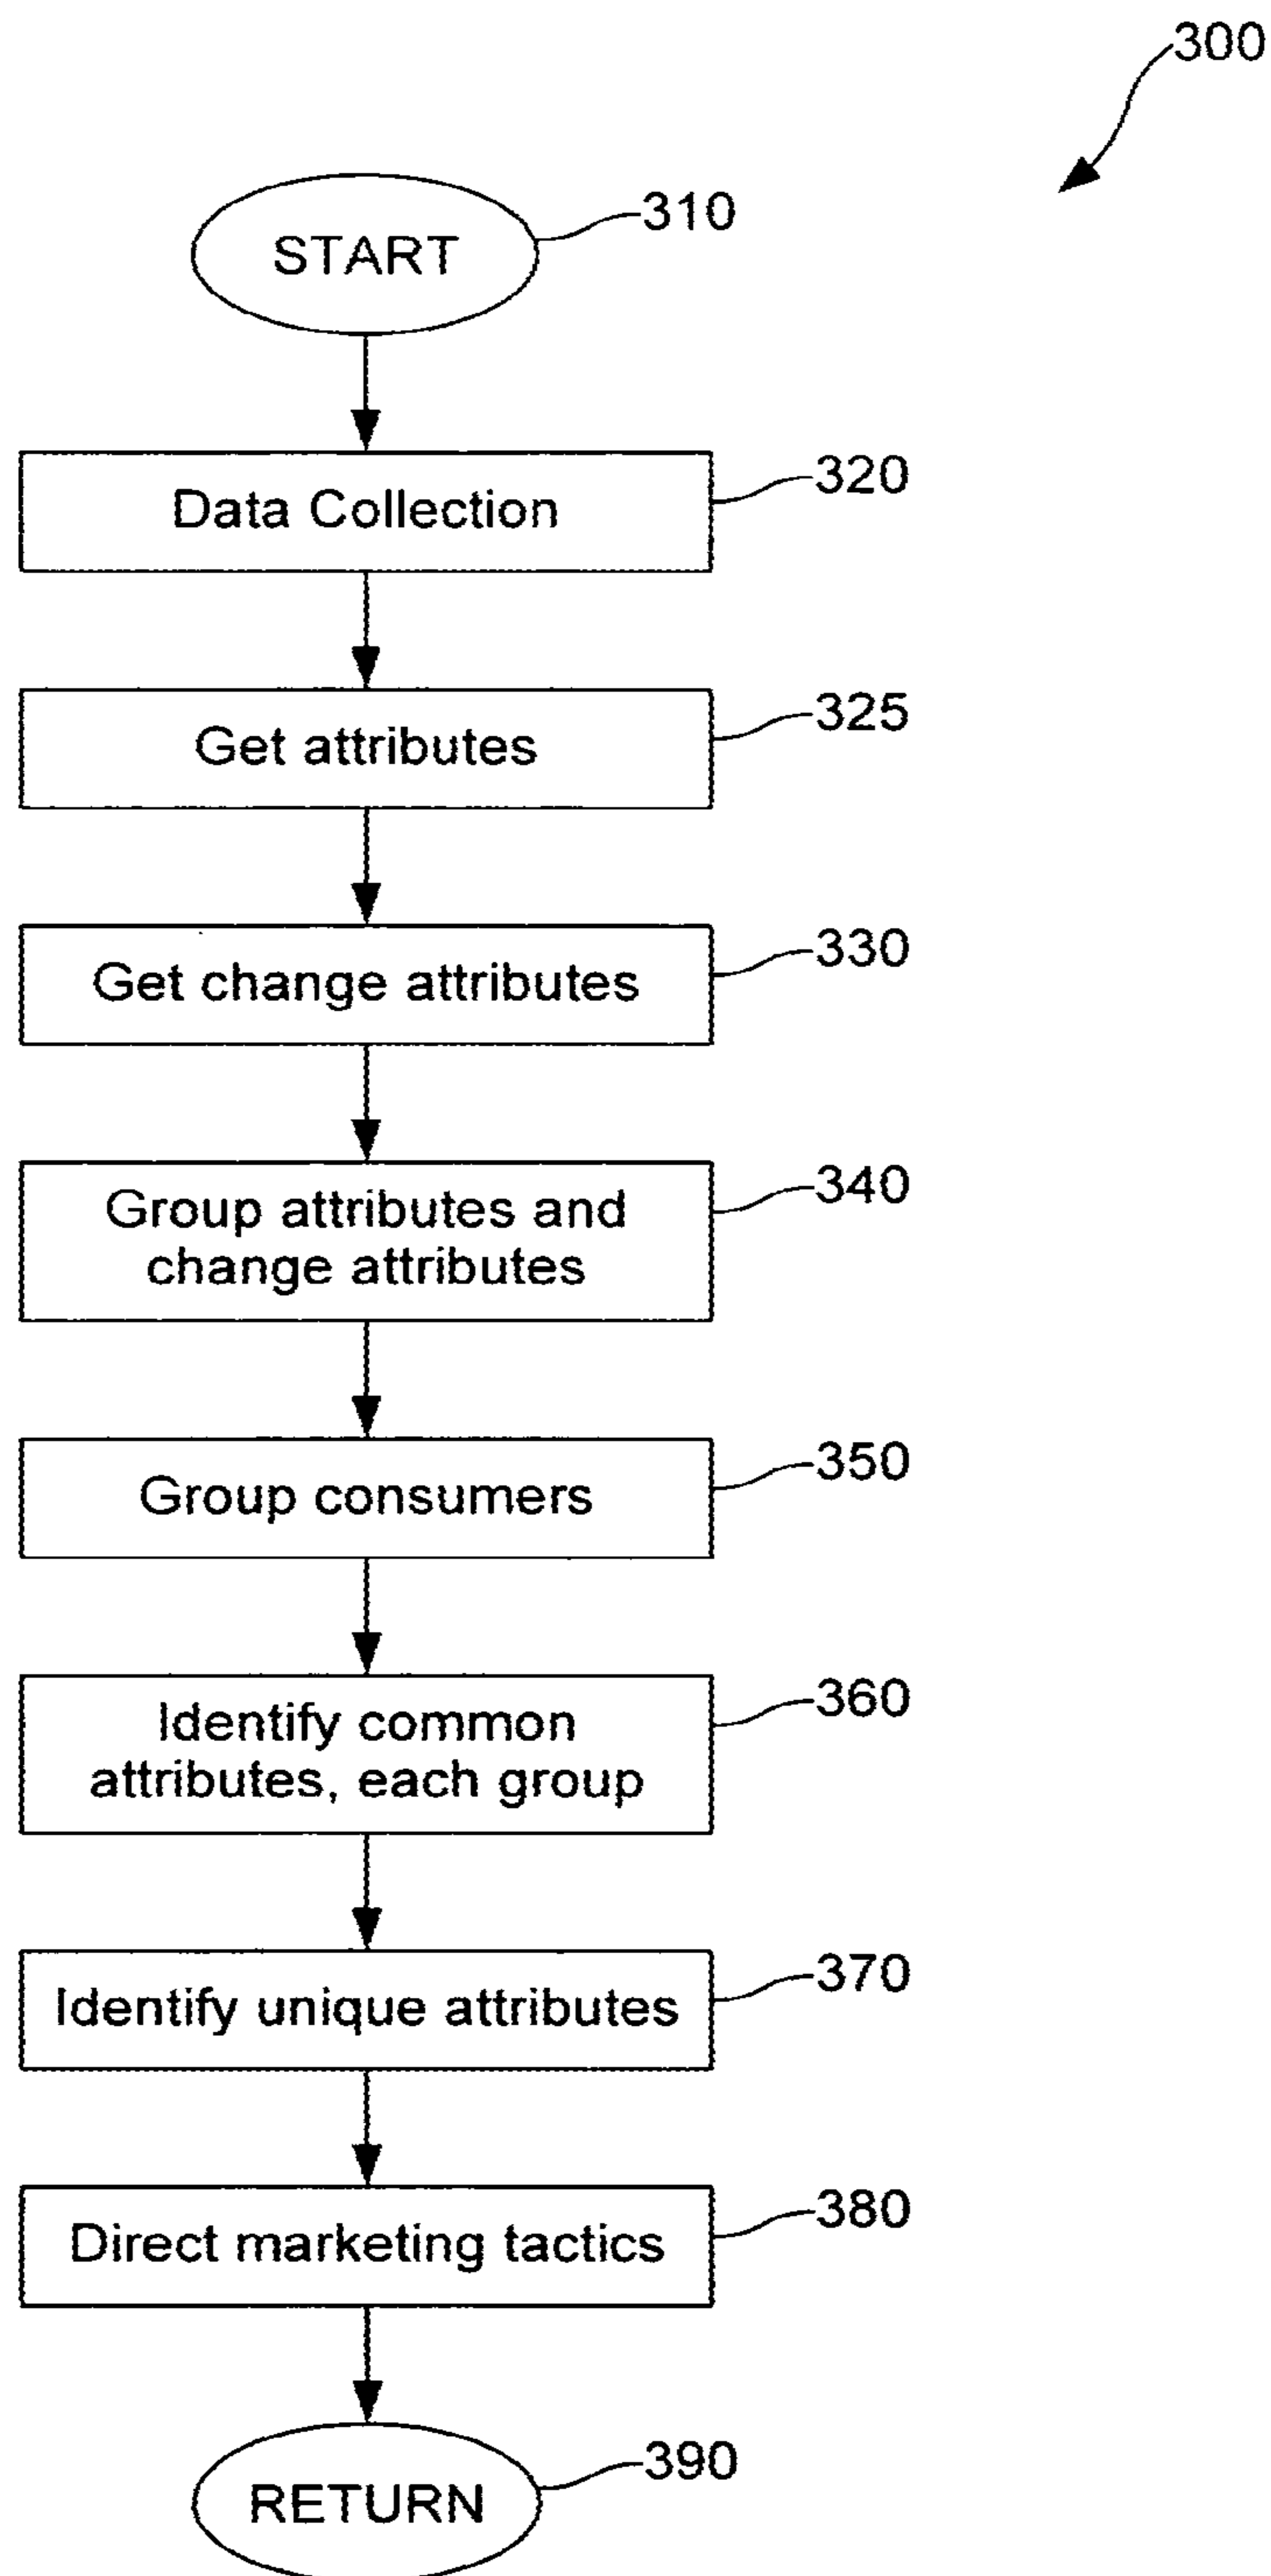 300
START
310
Data Collection
320
Get attributes
325
Get change attributes
330
Group attributes and
change attributes
340
Group consumers
350
Identify common
attributes, each group
360
Identify unique attributes
370
Direct marketing tactics
380
RETURN
390